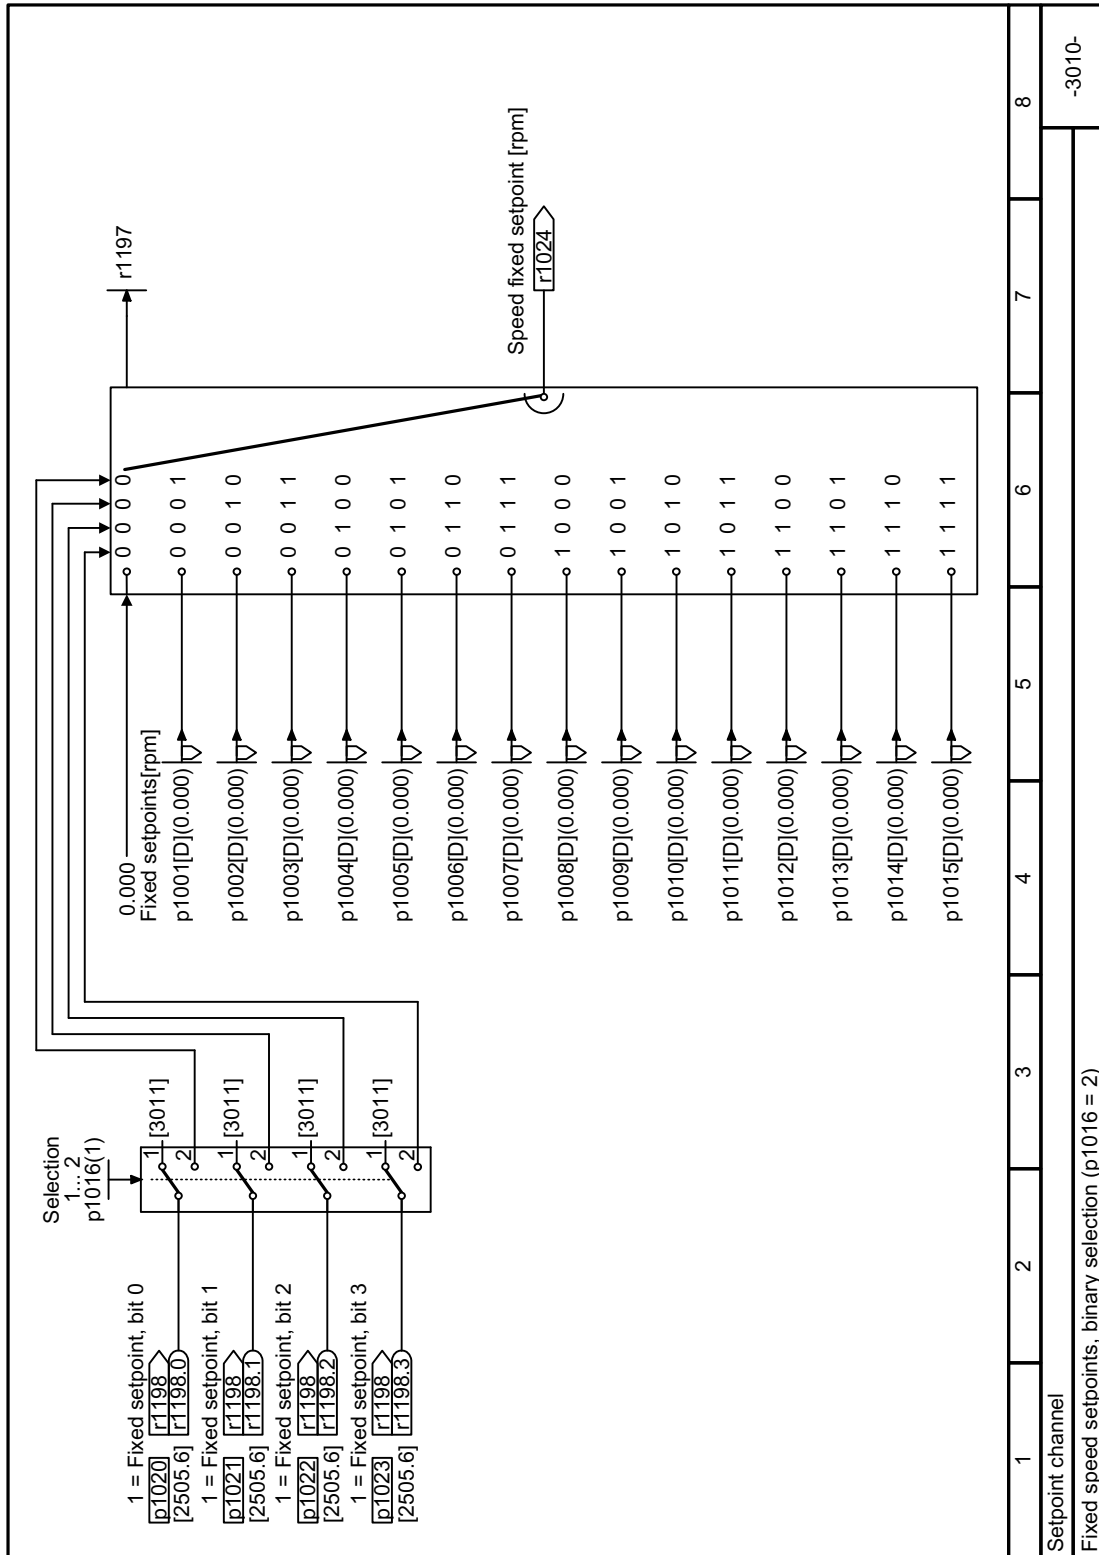 1 = Fixed setpoint, bit 0
p1020 r1198
[2505.6] r1198.0
1 = Fixed setpoint, bit 1
p1021 r1198
[2505.6] r1198.1
1 = Fixed setpoint, bit 2
p1022 r1198
[2505.6] r1198.2
1 = Fixed setpoint, bit 3
p1023 r1198
[2505.6] r1198.3
Selection
1... 2
p1016(1)
1 [3011]
2
1 [3011]
2
1 [3011]
2
1 [3011]
2
0.000 0 0 0 0
Fixed setpoints[rpm]
p1001[D](0.000) 0 0 0 1
p1002[D](0.000) 0 0 1 0
p1003[D](0.000) 0 0 1 1
p1004[D](0.000) 0 1 0 0
p1005[D](0.000) 0 1 0 1
p1006[D](0.000) 0 1 1 0
p1007[D](0.000) 0 1 1 1
p1008[D](0.000) 1 0 0 0
p1009[D](0.000) 1 0 0 1
p1010[D](0.000) 1 0 1 0
p1011[D](0.000) 1 0 1 1
p1012[D](0.000) 1 1 0 0
p1013[D](0.000) 1 1 0 1
p1014[D](0.000) 1 1 1 0
p1015[D](0.000) 1 1 1 1
r1197
Speed fixed setpoint [rpm]
r1024
1 2 3 4 5 6 7 8
Setpoint channel
-3010-
Fixed speed setpoints, binary selection (p1016 = 2)